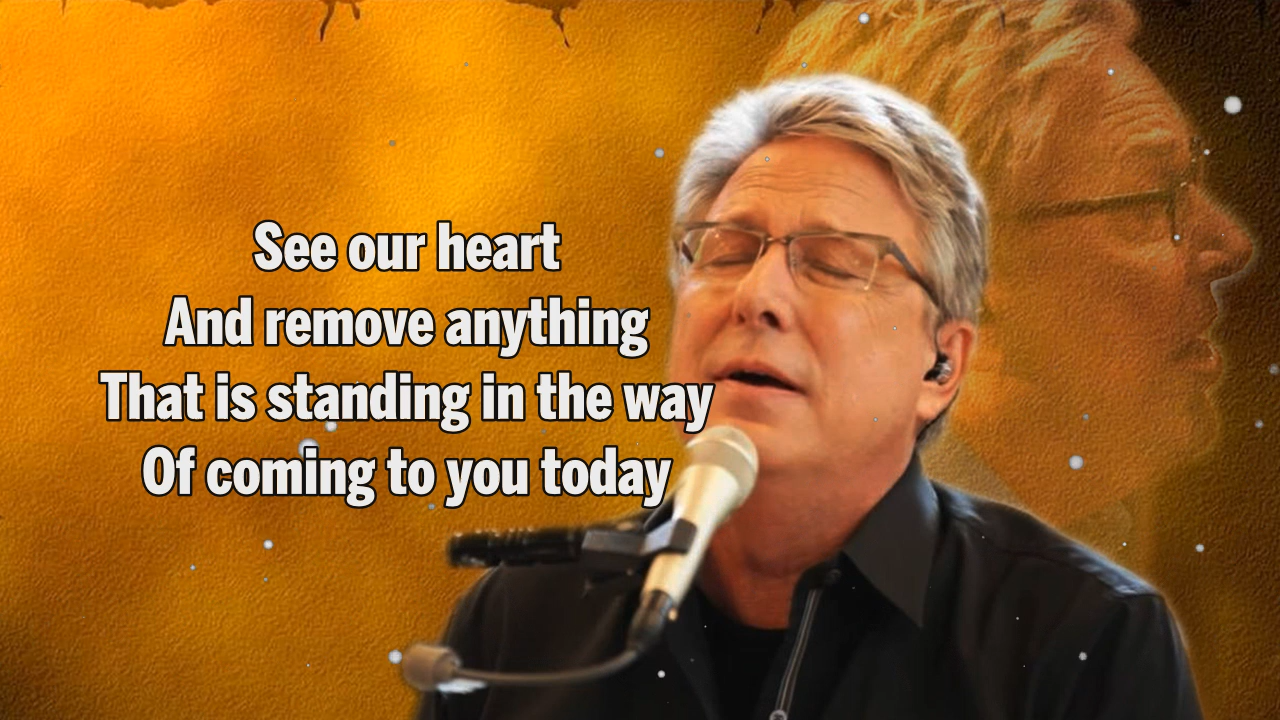 See our heart
And remove anything
That is standing in the way
Of coming to you today